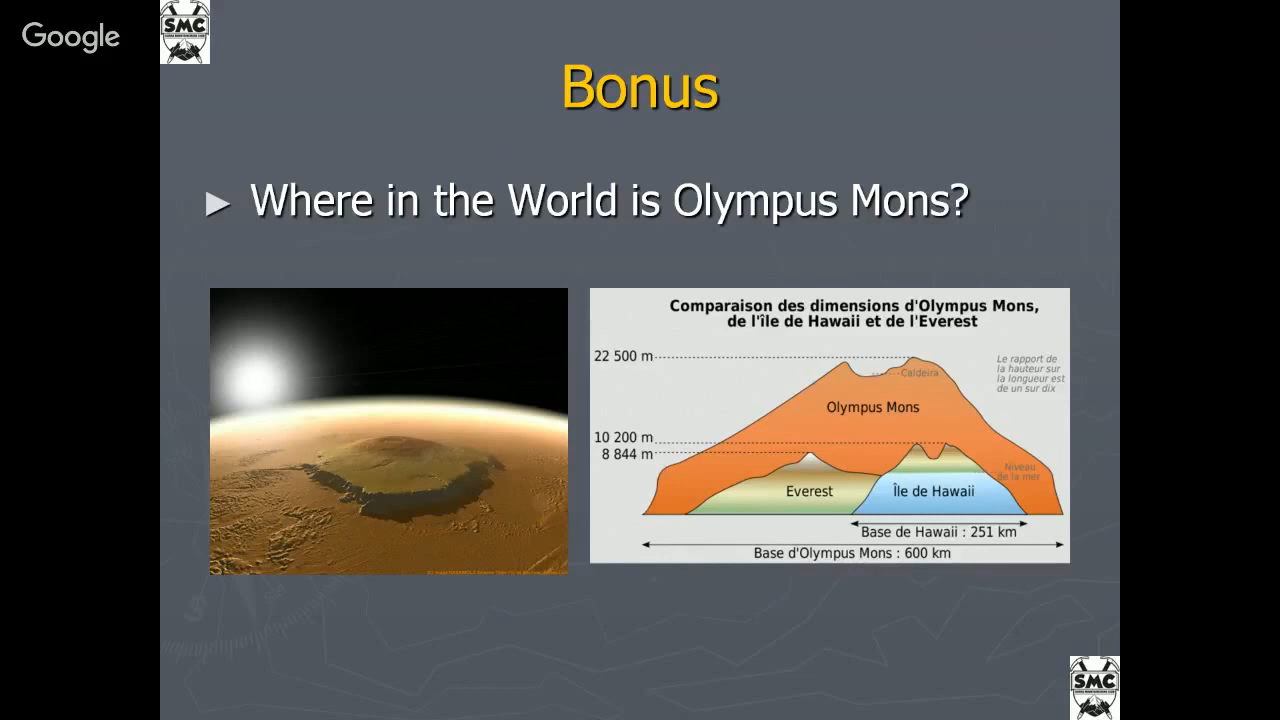 Google
SMC
Bonus
► Where in the World is Olympus Mons?
Comparaison des dimensions d'Olympus Mons,
de l'île de Hawaii et de l'Everest
22 500 m
Le rapport de
la hauteur sur
la longueur est
de un sur dix
Caldeira
Olympus Mons
10 200 m
8 844 m
Niveau
de la mer
Everest
Île de Hawaii
Base de Hawaii : 251 km
Base d'Olympus Mons : 600 km
SMC